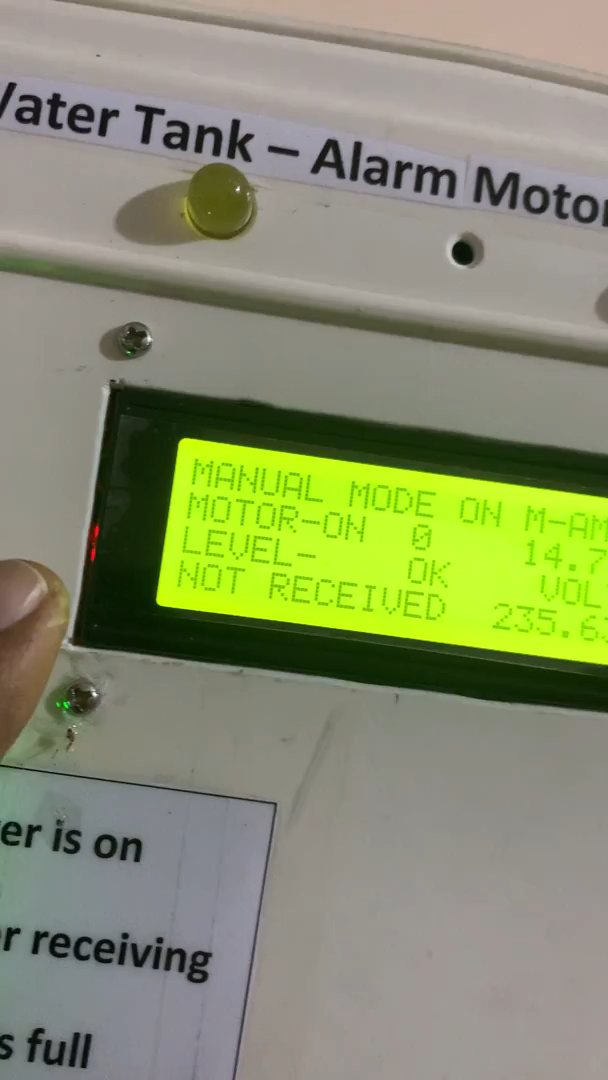 Water Tank – Alarm Motor
MANUAL MODE ON M-AM
MOTOR-ON 0 14.7
LEVEL- OK VOL
NOT RECEIVED 235.6
er is on
r receiving
s full